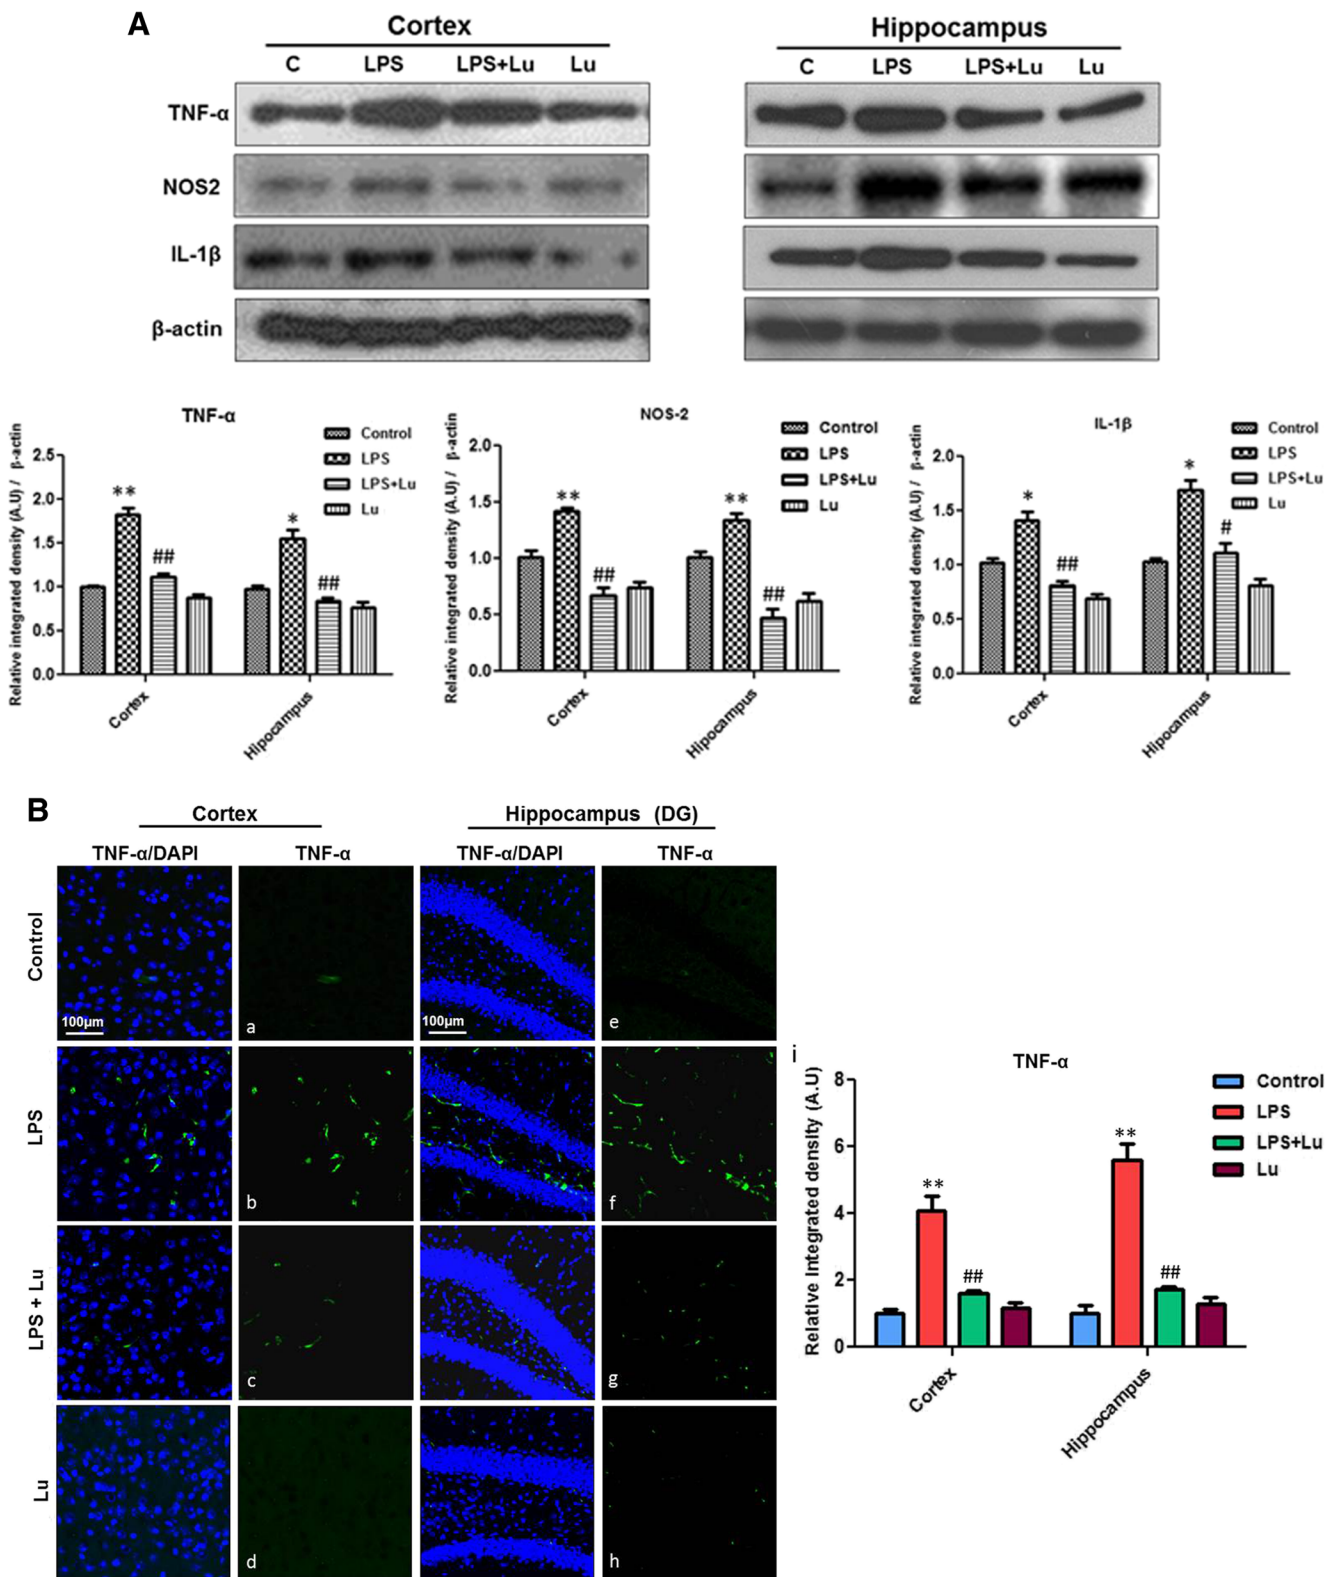 A
Cortex
Hippocampus
C LPS LPS+Lu Lu
C LPS LPS+Lu Lu
TNF-α
NOS2
IL-1β
β-actin
TNF-α
Relative integrated density (A.U) / β-actin
2.5
2.0
1.5
1.0
0.5
0.0
** ## * ##
Control
LPS
LPS+Lu
Lu
Cortex
Hipocampus
NOS-2
Relative integrated density (A.U) / β-actin
2.0
1.5
1.0
0.5
0.0
** ## ** ##
Control
LPS
LPS+Lu
Lu
Cortex
Hipocampus
IL-1β
Relative integrated density (A.U) / β-actin
2.0
1.5
1.0
0.5
0.0
* ## * #
Control
LPS
LPS+Lu
Lu
Cortex
Hipocampus
B
Cortex
Hippocampus (DG)
TNF-α/DAPI TNF-α TNF-α/DAPI TNF-α
Control
100µm a 100µm e
LPS
b f
LPS + Lu
c g
Lu
d h
i
TNF-α
Relative Integrated density (A.U)
8
6
4
2
0
** ## ** ##
Control
LPS
LPS+Lu
Lu
Cortex
Hippocampus